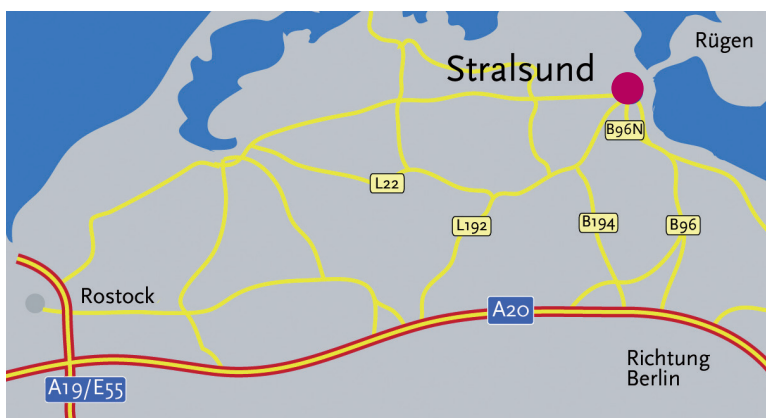 Rügen
Stralsund
B96N
L22
L192
B194
B96
Rostock
A20
Richtung
Berlin
A19/E55